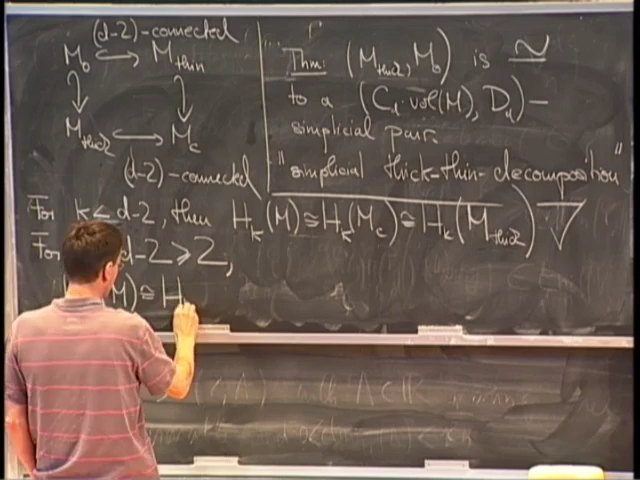 (d-2)-connected
M₀ ↪ M_thin
M_thick ↪ M_c
(d-2)-connected
Thm: (M_thick, M₀) is ≃
to a (C_d · vol(M), D_d)-
simplicial pair.
"simplicial thick-thin-decomposition"
For k < d-2, then H_k(M) ≅ H_k(M_c) ≅ H_k(M_thick) ▽
For d-2 ≥ 2,
M) ≅ H